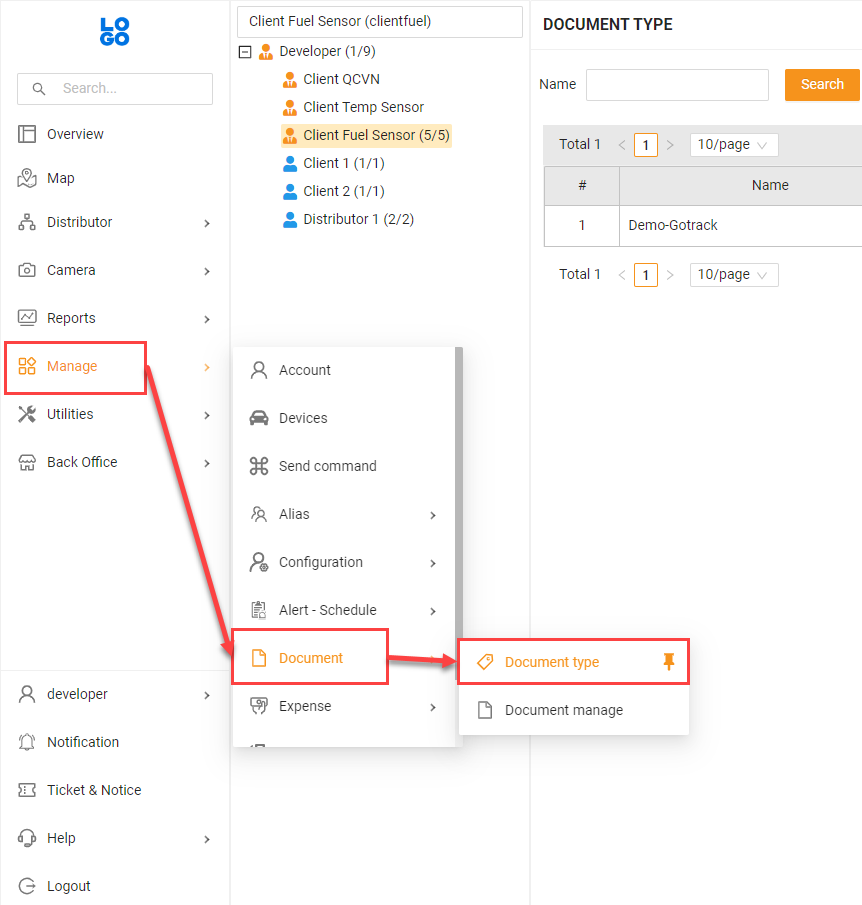 LO
GO
Search...
Overview
Map
Distributor
Camera
Reports
Manage
Utilities
Back Office
developer
Notification
Ticket & Notice
Help
Logout
Client Fuel Sensor (clientfuel)
Developer (1/9)
Client QCVN
Client Temp Sensor
Client Fuel Sensor (5/5)
Client 1 (1/1)
Client 2 (1/1)
Distributor 1 (2/2)
Account
Devices
Send command
Alias
Configuration
Alert - Schedule
Document
Expense
Document type
Document manage
DOCUMENT TYPE
Name Search
Total 1 < 1 > 10/page
# Name
1 Demo-Gotrack
Total 1 < 1 > 10/page